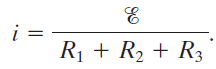 i = ℰ / (R₁ + R₂ + R₃).